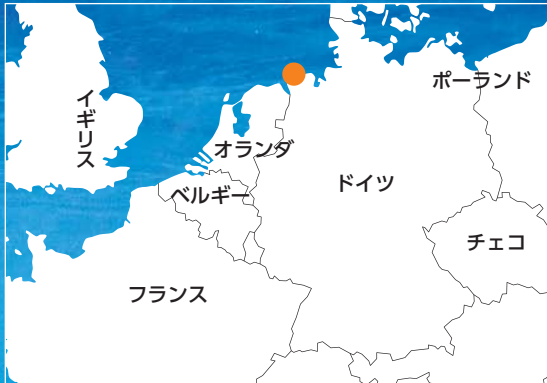 イギリス
ポーランド
オランダ
ベルギー
ドイツ
チェコ
フランス